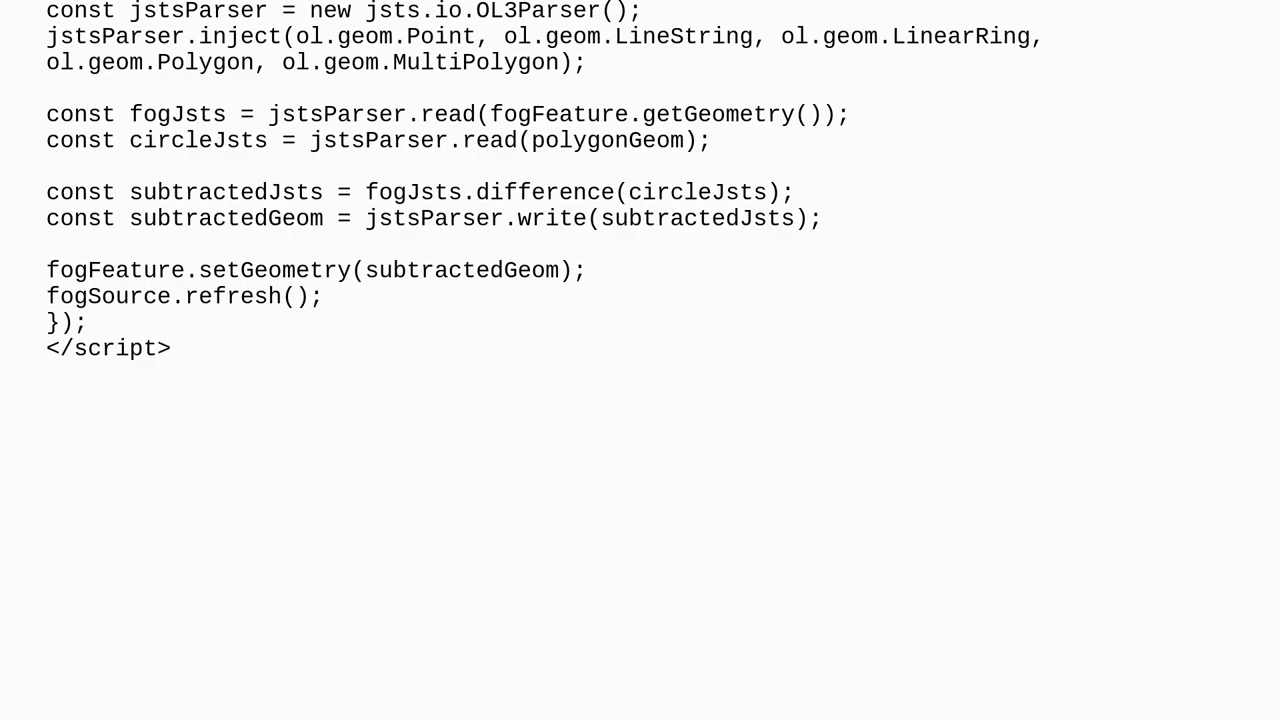 const jstsParser = new jsts.io.OL3Parser();
jstsParser.inject(ol.geom.Point, ol.geom.LineString, ol.geom.LinearRing,
ol.geom.Polygon, ol.geom.MultiPolygon);
const fogJsts = jstsParser.read(fogFeature.getGeometry());
const circleJsts = jstsParser.read(polygonGeom);
const subtractedJsts = fogJsts.difference(circleJsts);
const subtractedGeom = jstsParser.write(subtractedJsts);
fogFeature.setGeometry(subtractedGeom);
fogSource.refresh();
});
</script>